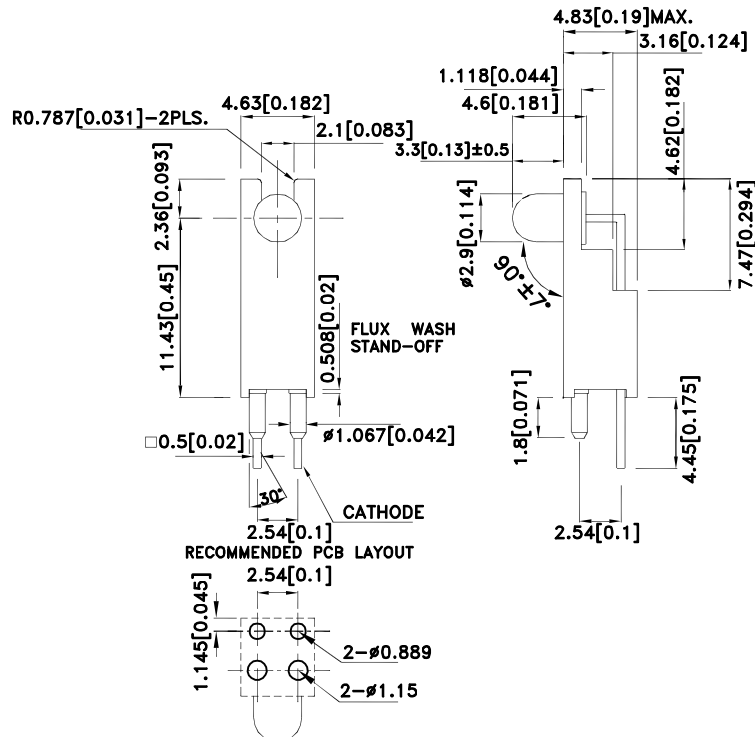 4.83[0.19]MAX.
3.16[0.124]
1.118[0.044]
4.63[0.182]
4.6[0.181]
R0.787[0.031]-2PLS.
2.1[0.083]
3.3[0.13]±0.5
4.62[0.182]
2.36[0.093]
ø2.9[0.114]
7.47[0.294]
90°±7°
11.43[0.45]
0.508[0.02]
FLUX WASH
STAND-OFF
1.8[0.071]
4.45[0.175]
□0.5[0.02]
ø1.067[0.042]
30°
CATHODE
2.54[0.1]
2.54[0.1]
RECOMMENDED PCB LAYOUT
2.54[0.1]
1.145[0.045]
2-ø0.889
2-ø1.15